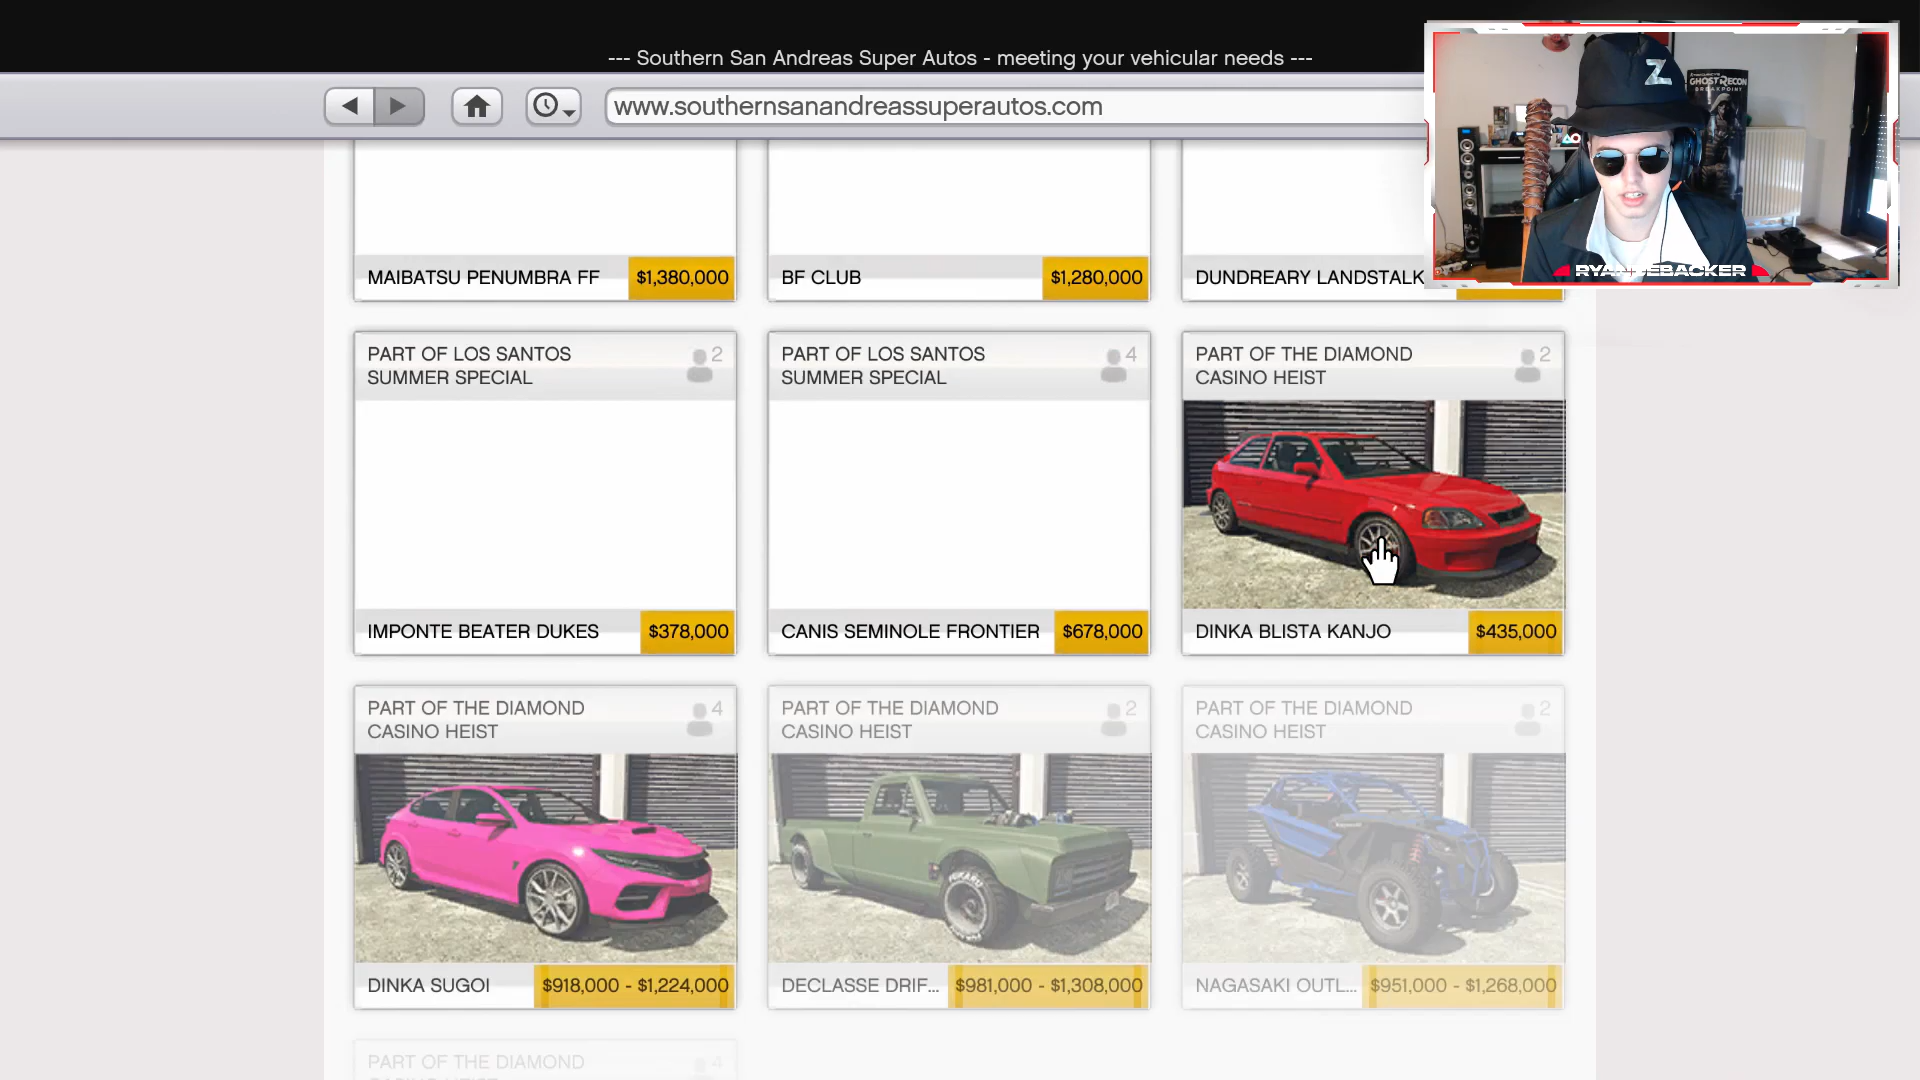 --- Southern San Andreas Super Autos - meeting your vehicular needs ---
www.southernsanandreassuperautos.com
Z
GHOST RECON
BREAKPOINT
RYANDEBACKER
MAIBATSU PENUMBRA FF $1,380,000
BF CLUB $1,280,000
DUNDREARY LANDSTALK
PART OF LOS SANTOS 2
SUMMER SPECIAL
IMPONTE BEATER DUKES $378,000
PART OF LOS SANTOS 4
SUMMER SPECIAL
CANIS SEMINOLE FRONTIER $678,000
PART OF THE DIAMOND 2
CASINO HEIST
DINKA BLISTA KANJO $435,000
PART OF THE DIAMOND 4
CASINO HEIST
DINKA SUGOI $918,000 - $1,224,000
PART OF THE DIAMOND 2
CASINO HEIST
DECLASSE DRIF... $981,000 - $1,308,000
PART OF THE DIAMOND 2
CASINO HEIST
NAGASAKI OUTL... $951,000 - $1,268,000
PART OF THE DIAMOND 4